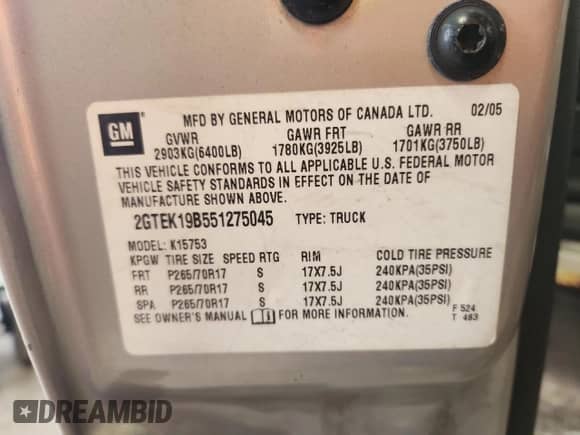 GM
MFD BY GENERAL MOTORS OF CANADA LTD. 02/05
GVWR GAWR FRT GAWR RR
2903KG(6400LB) 1780KG(3925LB) 1701KG(3750LB)
THIS VEHICLE CONFORMS TO ALL APPLICABLE U.S. FEDERAL MOTOR
VEHICLE SAFETY STANDARDS IN EFFECT ON THE DATE OF
MANUFACTURE SHOWN ABOVE.
2GTEK19B551275045 TYPE: TRUCK
MODEL: K15753
KPGW TIRE SIZE SPEED RTG RIM COLD TIRE PRESSURE
FRT P265/70R17 S 17X7.5J 240KPA(35PSI)
RR P265/70R17 S 17X7.5J 240KPA(35PSI)
SPA P265/70R17 S 17X7.5J 240KPA(35PSI)
SEE OWNER'S MANUAL FOR MORE INFORMATION.
F 524
T 483
DREAMBID